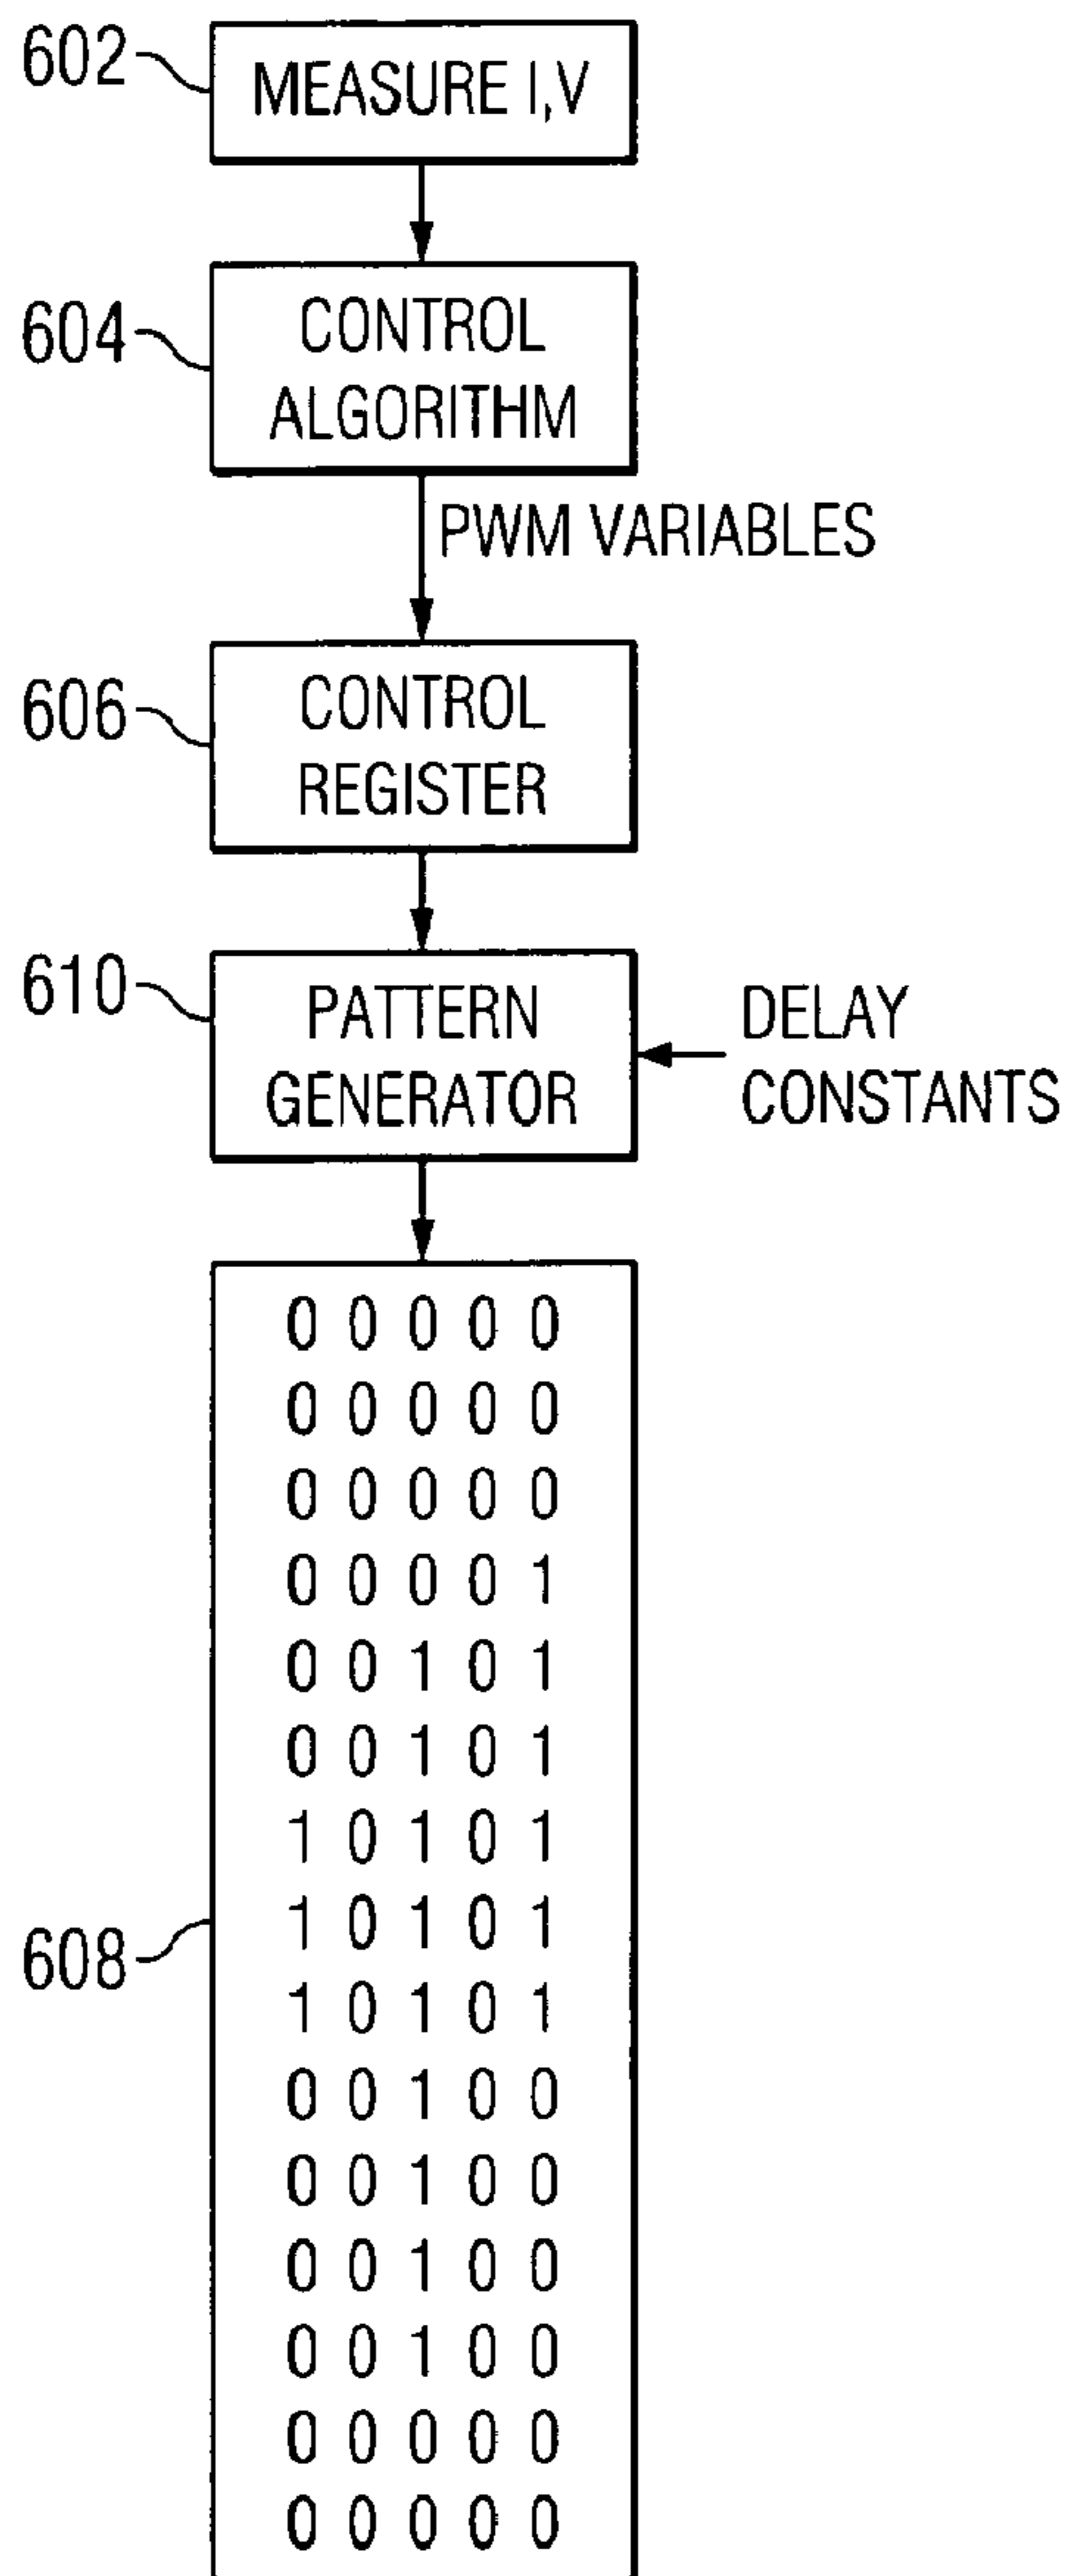 602
MEASURE I,V
604
CONTROL
ALGORITHM
PWM VARIABLES
606
CONTROL
REGISTER
610
PATTERN
GENERATOR
DELAY
CONSTANTS
0 0 0 0 0
0 0 0 0 0
0 0 0 0 0
0 0 0 0 1
0 0 1 0 1
0 0 1 0 1
1 0 1 0 1
1 0 1 0 1
608
1 0 1 0 1
0 0 1 0 0
0 0 1 0 0
0 0 1 0 0
0 0 1 0 0
0 0 0 0 0
0 0 0 0 0